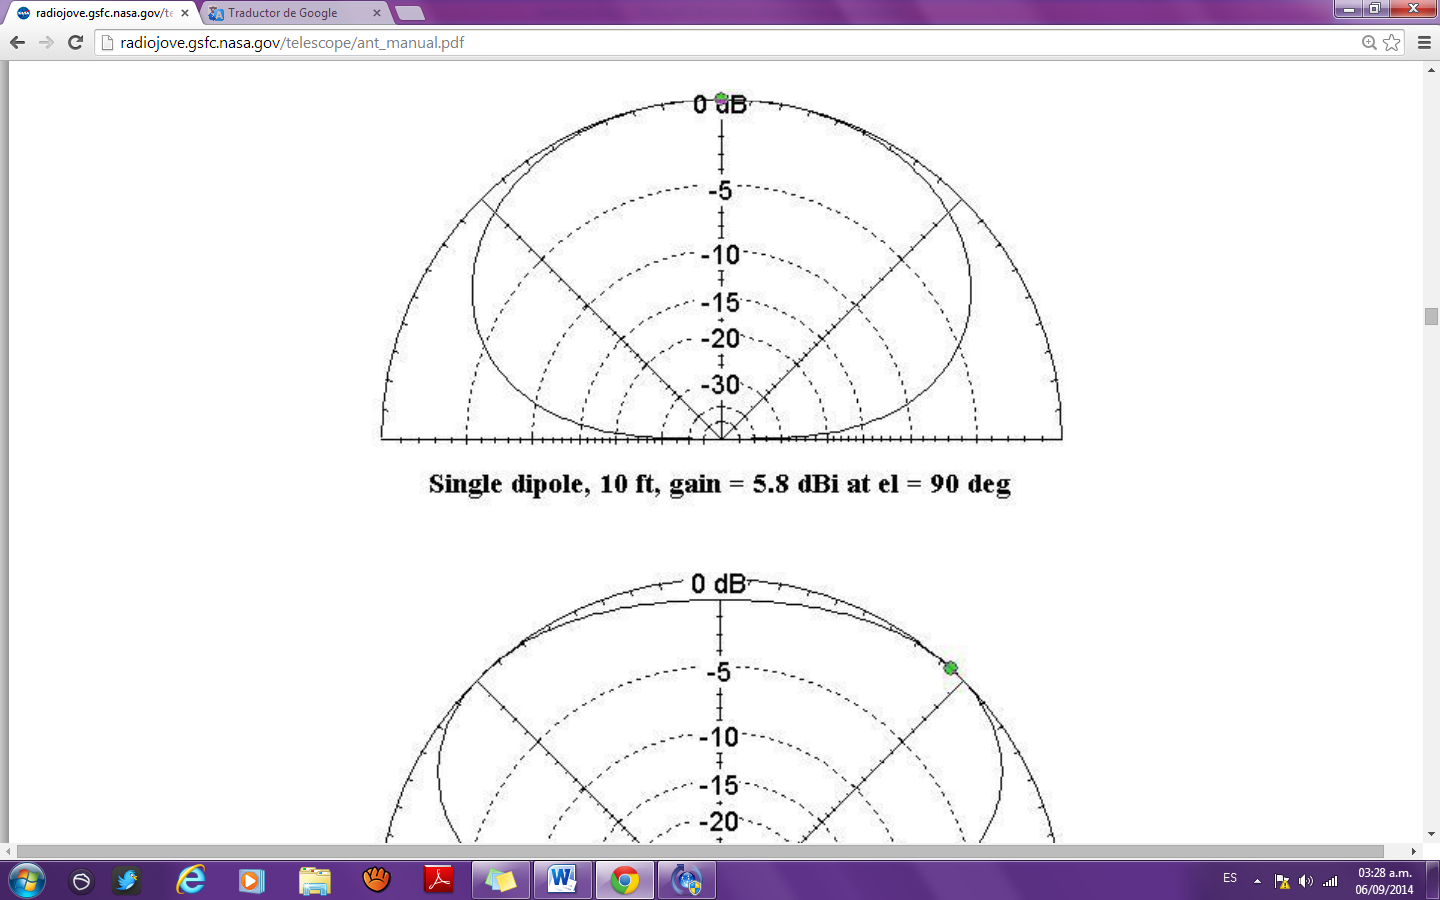 radiojove.gsfc.nasa.gov/te
Traductor de Google
radiojove.gsfc.nasa.gov/telescope/ant_manual.pdf
0 dB
-5
-10
-15
-20
-30
Single dipole, 10 ft, gain = 5.8 dBi at el = 90 deg
0 dB
-5
-10
-15
-20
ES
03:28 a.m.
06/09/2014